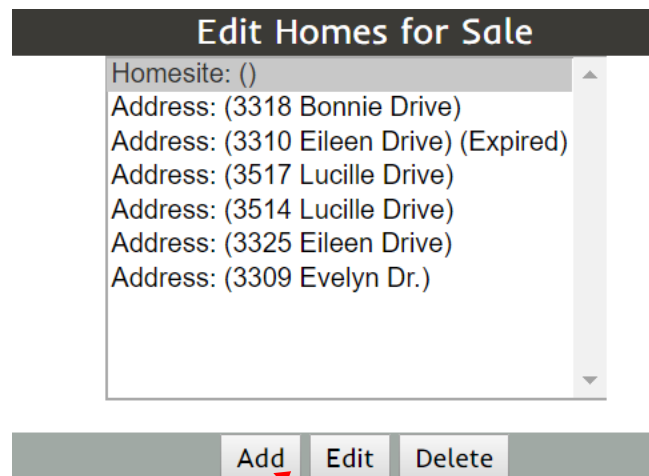 Edit Homes for Sale
Homesite: ()
Address: (3318 Bonnie Drive)
Address: (3310 Eileen Drive) (Expired)
Address: (3517 Lucille Drive)
Address: (3514 Lucille Drive)
Address: (3325 Eileen Drive)
Address: (3309 Evelyn Dr.)
Add Edit Delete